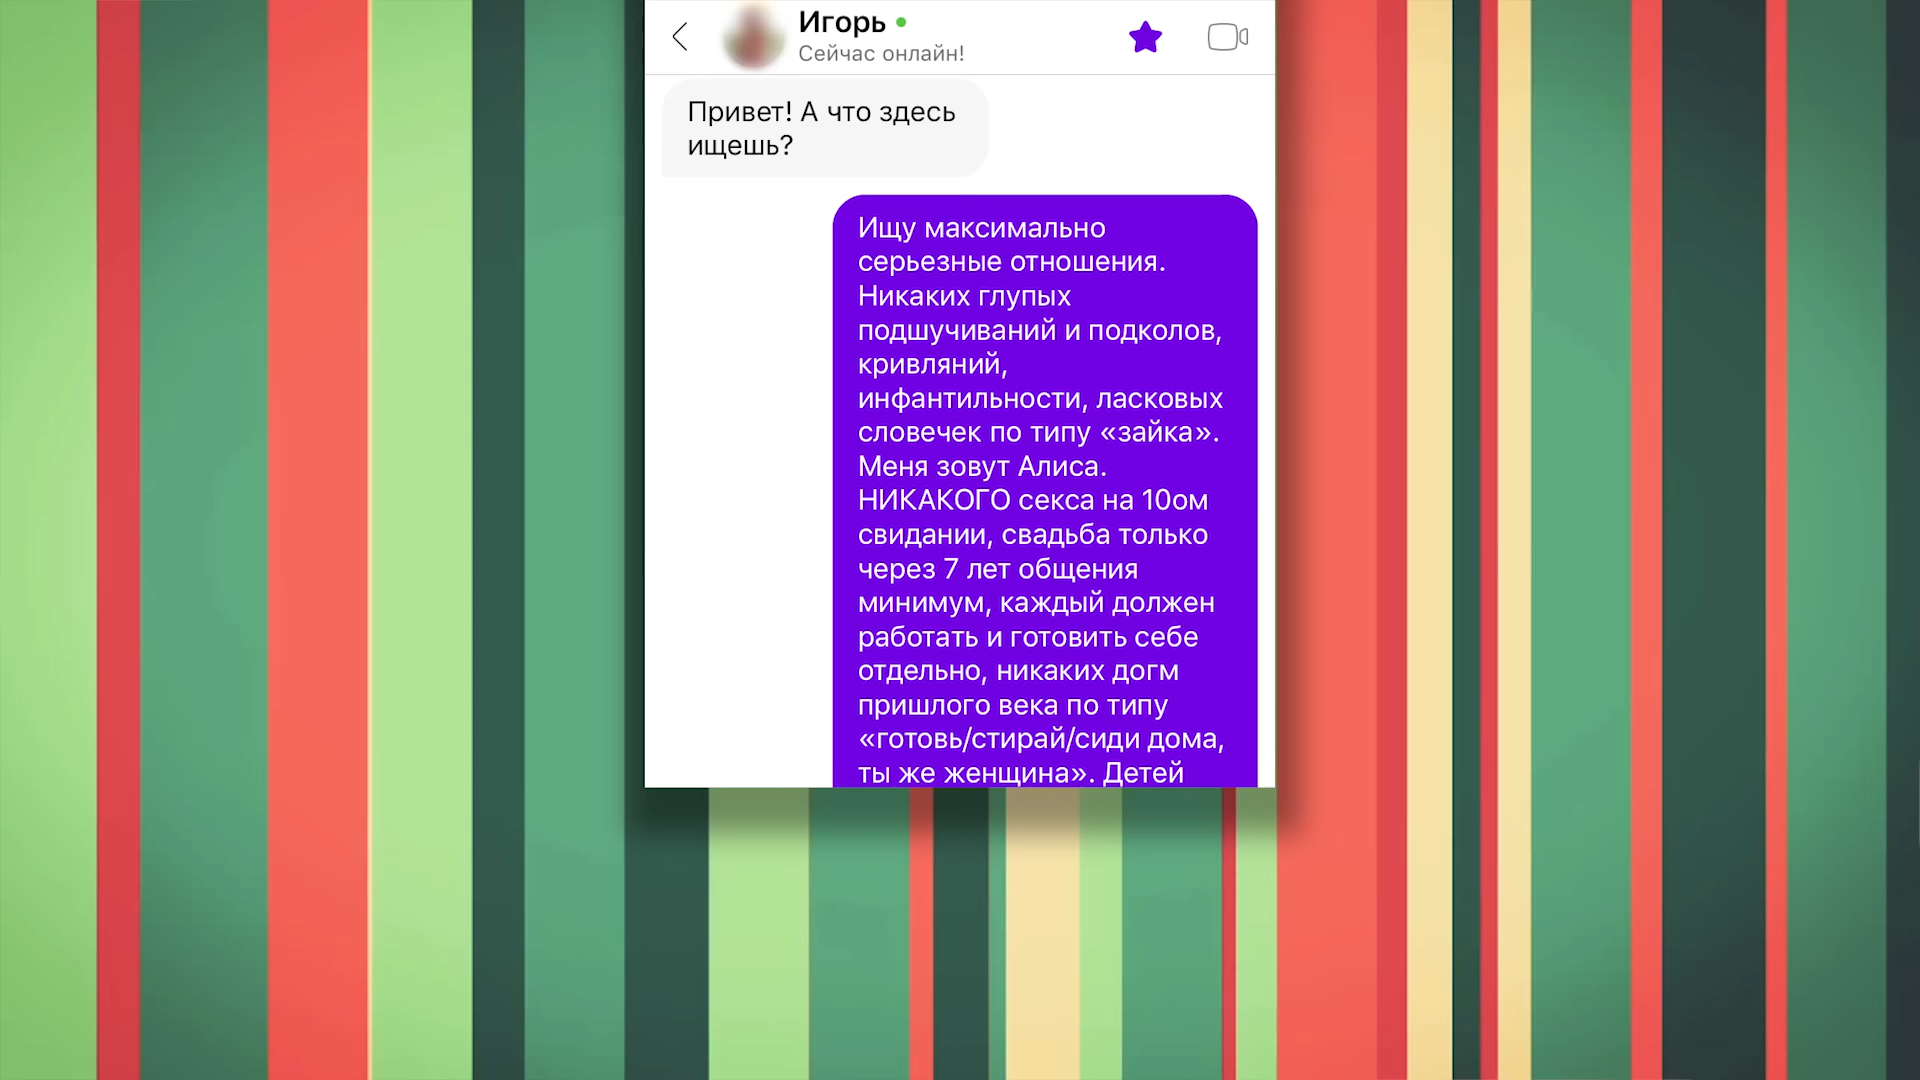 Игорь
Сейчас онлайн!
Привет! А что здесь
ищешь?
Ищу максимально
серьезные отношения.
Никаких глупых
подшучиваний и подколов,
кривляний,
инфантильности, ласковых
словечек по типу «зайка».
Меня зовут Алиса.
НИКАКОГО секса на 10ом
свидании, свадьба только
через 7 лет общения
минимум, каждый должен
работать и готовить себе
отдельно, никаких догм
пришлого века по типу
«готовь/стирай/сиди дома,
ты же женщина». Детей